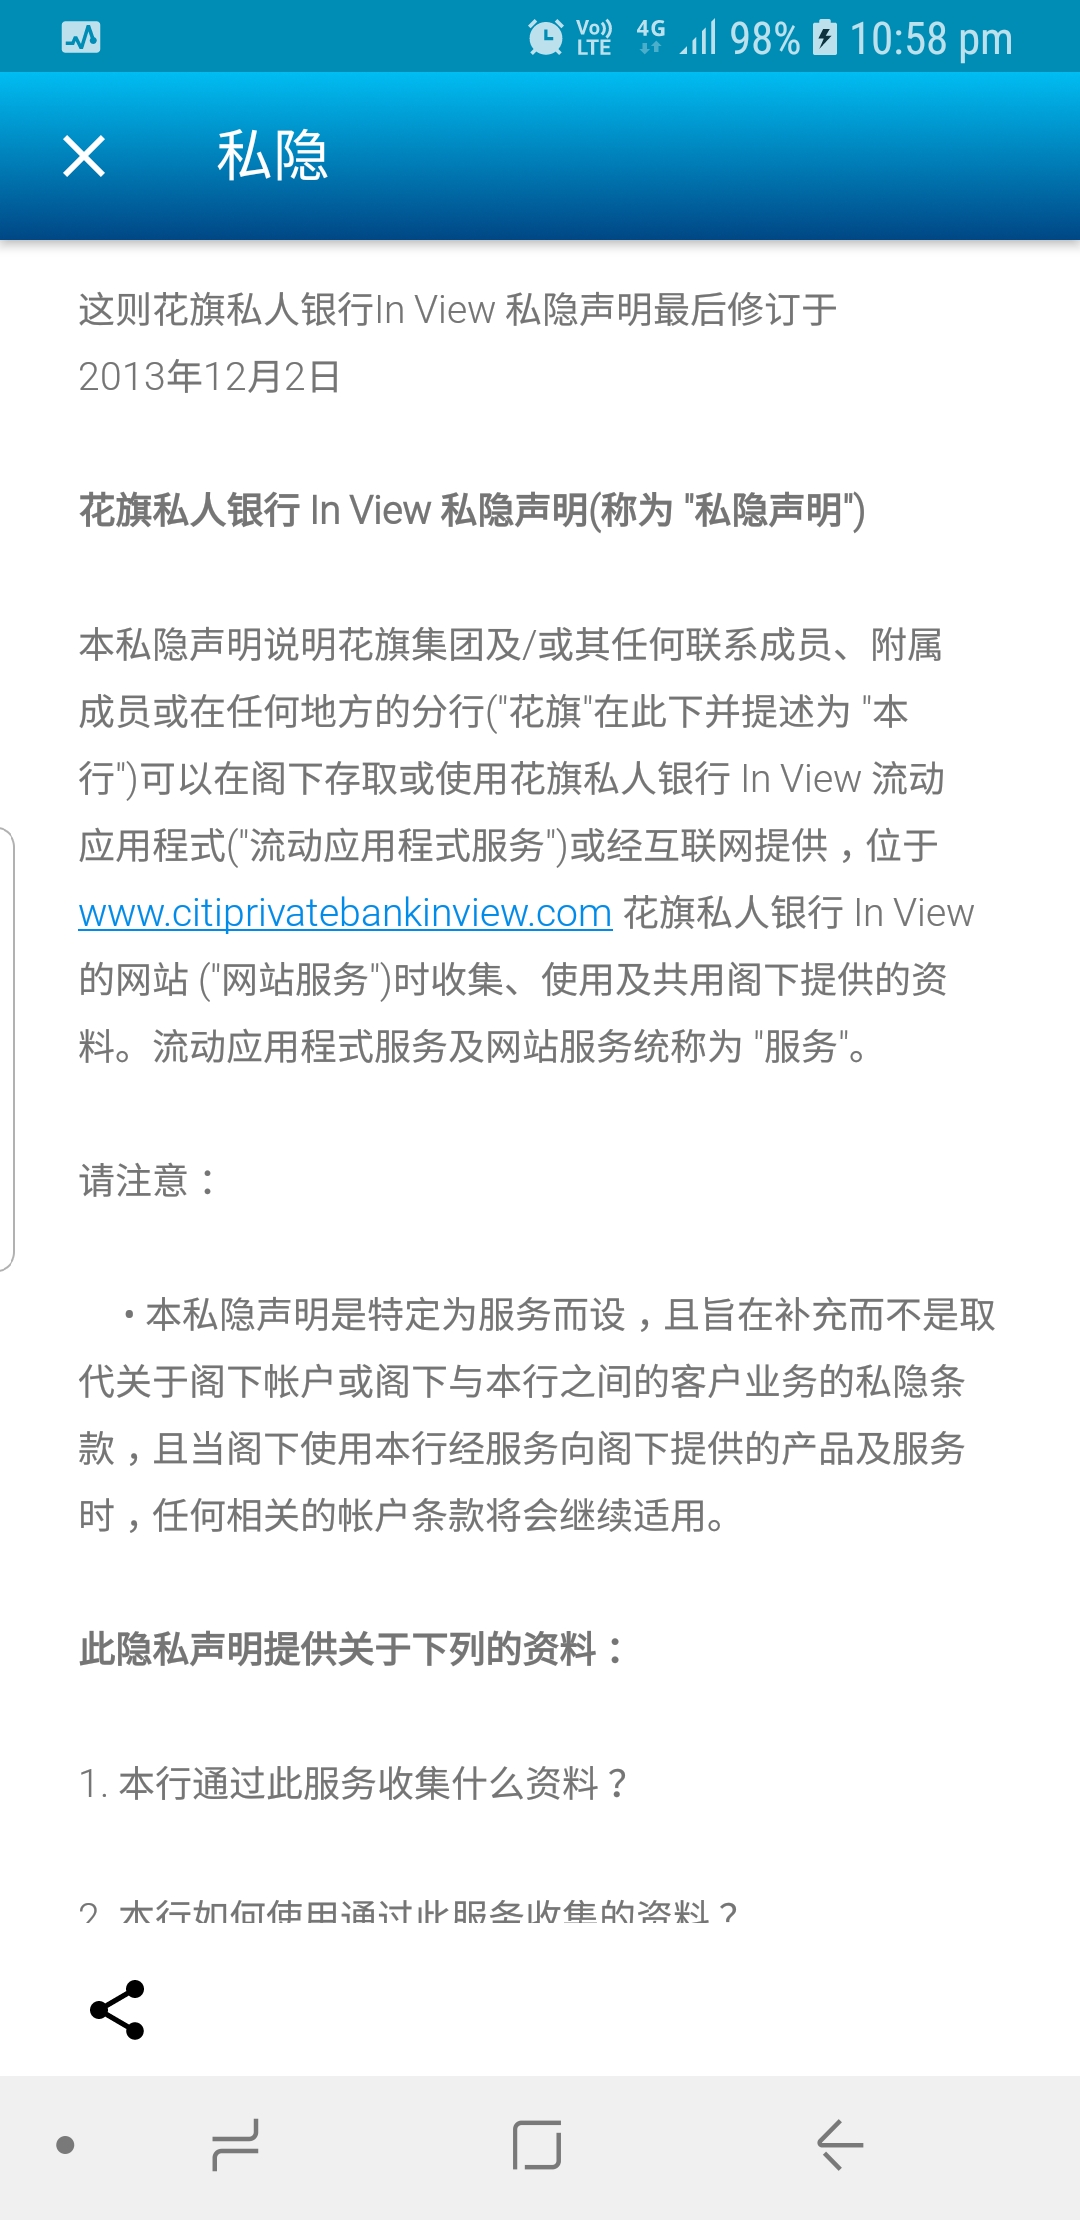 Vo)) LTE 4G 98% 10:58 pm
私隐
这则花旗私人银行In View 私隐声明最后修订于
2013年12月2日
花旗私人银行 In View 私隐声明(称为 "私隐声明")
本私隐声明说明花旗集团及/或其任何联系成员、附属
成员或在任何地方的分行("花旗"在此下并提述为 "本
行")可以在阁下存取或使用花旗私人银行 In View 流动
应用程式("流动应用程式服务")或经互联网提供，位于
www.citiprivatebankinview.com 花旗私人银行 In View
的网站 ("网站服务")时收集、使用及共用阁下提供的资
料。流动应用程式服务及网站服务统称为 "服务"。
请注意：
• 本私隐声明是特定为服务而设，且旨在补充而不是取
代关于阁下帐户或阁下与本行之间的客户业务的私隐条
款，且当阁下使用本行经服务向阁下提供的产品及服务
时，任何相关的帐户条款将会继续适用。
此隐私声明提供关于下列的资料：
1. 本行通过此服务收集什么资料？
2. 本行如何使用通过此服务收集的资料？